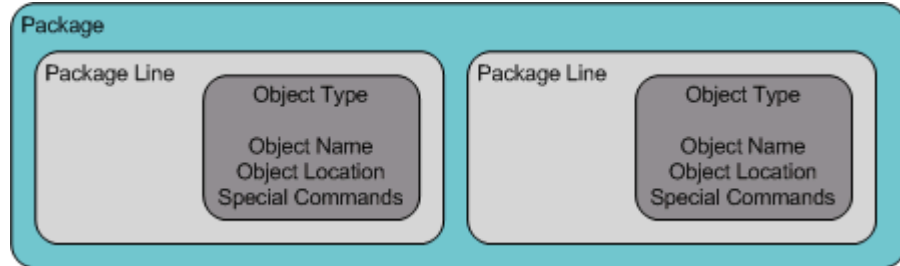 Package
Package Line
Object Type
Object Name
Object Location
Special Commands
Package Line
Object Type
Object Name
Object Location
Special Commands